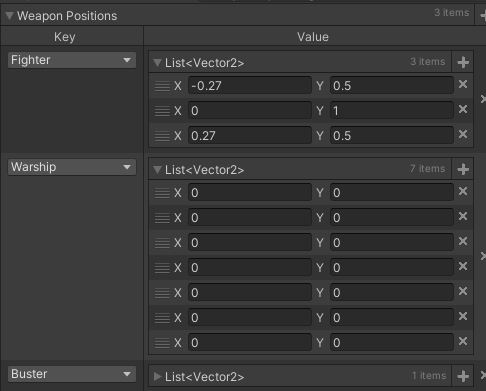 Weapon Positions 3 items
Key Value
Fighter List<Vector2> 3 items
X -0.27 Y 0.5
X 0 Y 1
X 0.27 Y 0.5
Warship List<Vector2> 7 items
X 0 Y 0
X 0 Y 0
X 0 Y 0
X 0 Y 0
X 0 Y 0
X 0 Y 0
X 0 Y 0
Buster List<Vector2> 1 items